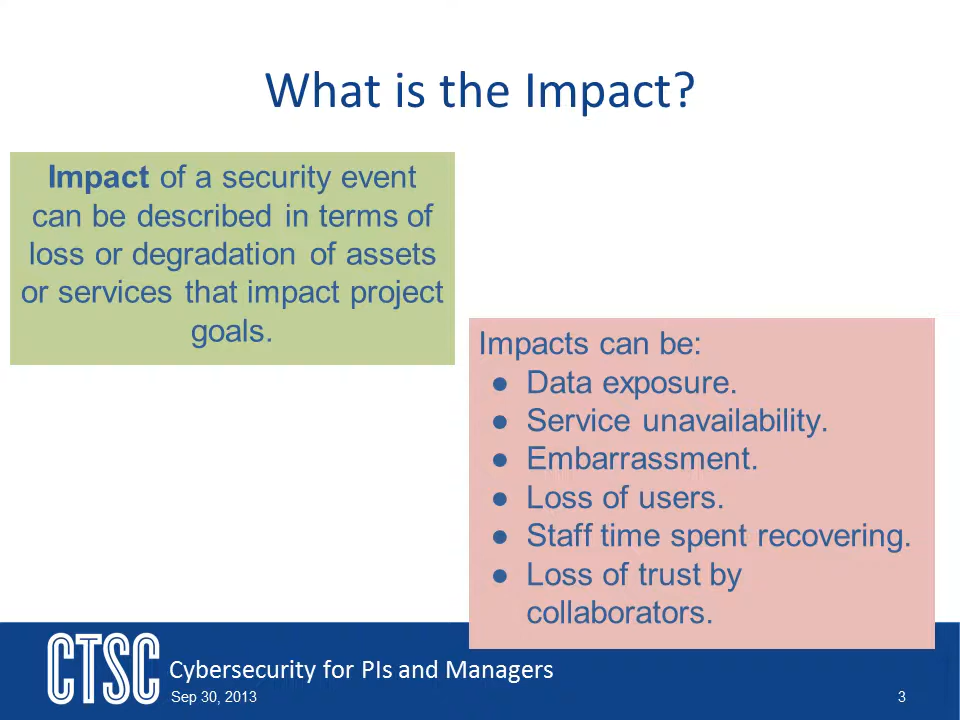 What is the Impact?
Impact of a security event
can be described in terms of
loss or degradation of assets
or services that impact project
goals.
Impacts can be:
● Data exposure.
● Service unavailability.
● Embarrassment.
● Loss of users.
● Staff time spent recovering.
● Loss of trust by
collaborators.
CTSC
Cybersecurity for PIs and Managers
Sep 30, 2013
3